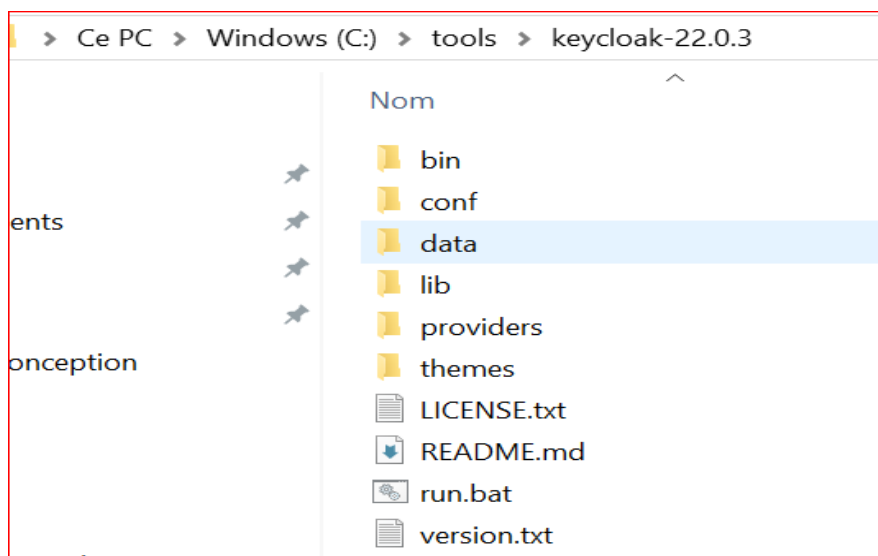 > Ce PC > Windows (C:) > tools > keycloak-22.0.3
Nom
bin
conf
ents
data
lib
providers
onception
themes
LICENSE.txt
README.md
run.bat
version.txt